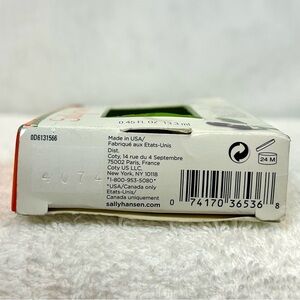 0.45 FL OZ 13.3 ml
0D6131566
Made in USA/
Fabriqué aux États-Unis
Dist.
Coty, 14 rue du 4 Septembre
75002 Paris, France
Coty US LLC.
New York, NY 10118
*1-800-953-5080*
*USA/Canada only
États-Unis/
Canada uniquement
sallyhansen.com
24 M
0 74170 36536 8